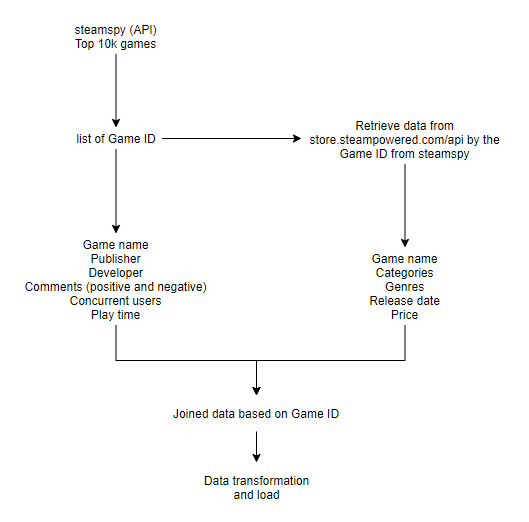 steamspy (API)
Top 10k games
list of Game ID
Retrieve data from
store.steampowered.com/api by the
Game ID from steamspy
Game name
Publisher
Developer
Comments (positive and negative)
Concurrent users
Play time
Game name
Categories
Genres
Release date
Price
Joined data based on Game ID
Data transformation
and load